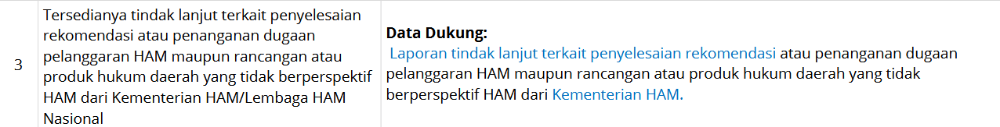 3
Tersedianya tindak lanjut terkait penyelesaian
rekomendasi atau penanganan dugaan
pelanggaran HAM maupun rancangan atau
produk hukum daerah yang tidak berperspektif
HAM dari Kementerian HAM/Lembaga HAM
Nasional
Data Dukung:
Laporan tindak lanjut terkait penyelesaian rekomendasi atau penanganan dugaan
pelanggaran HAM maupun rancangan atau produk hukum daerah yang tidak
berperspektif HAM dari Kementerian HAM.